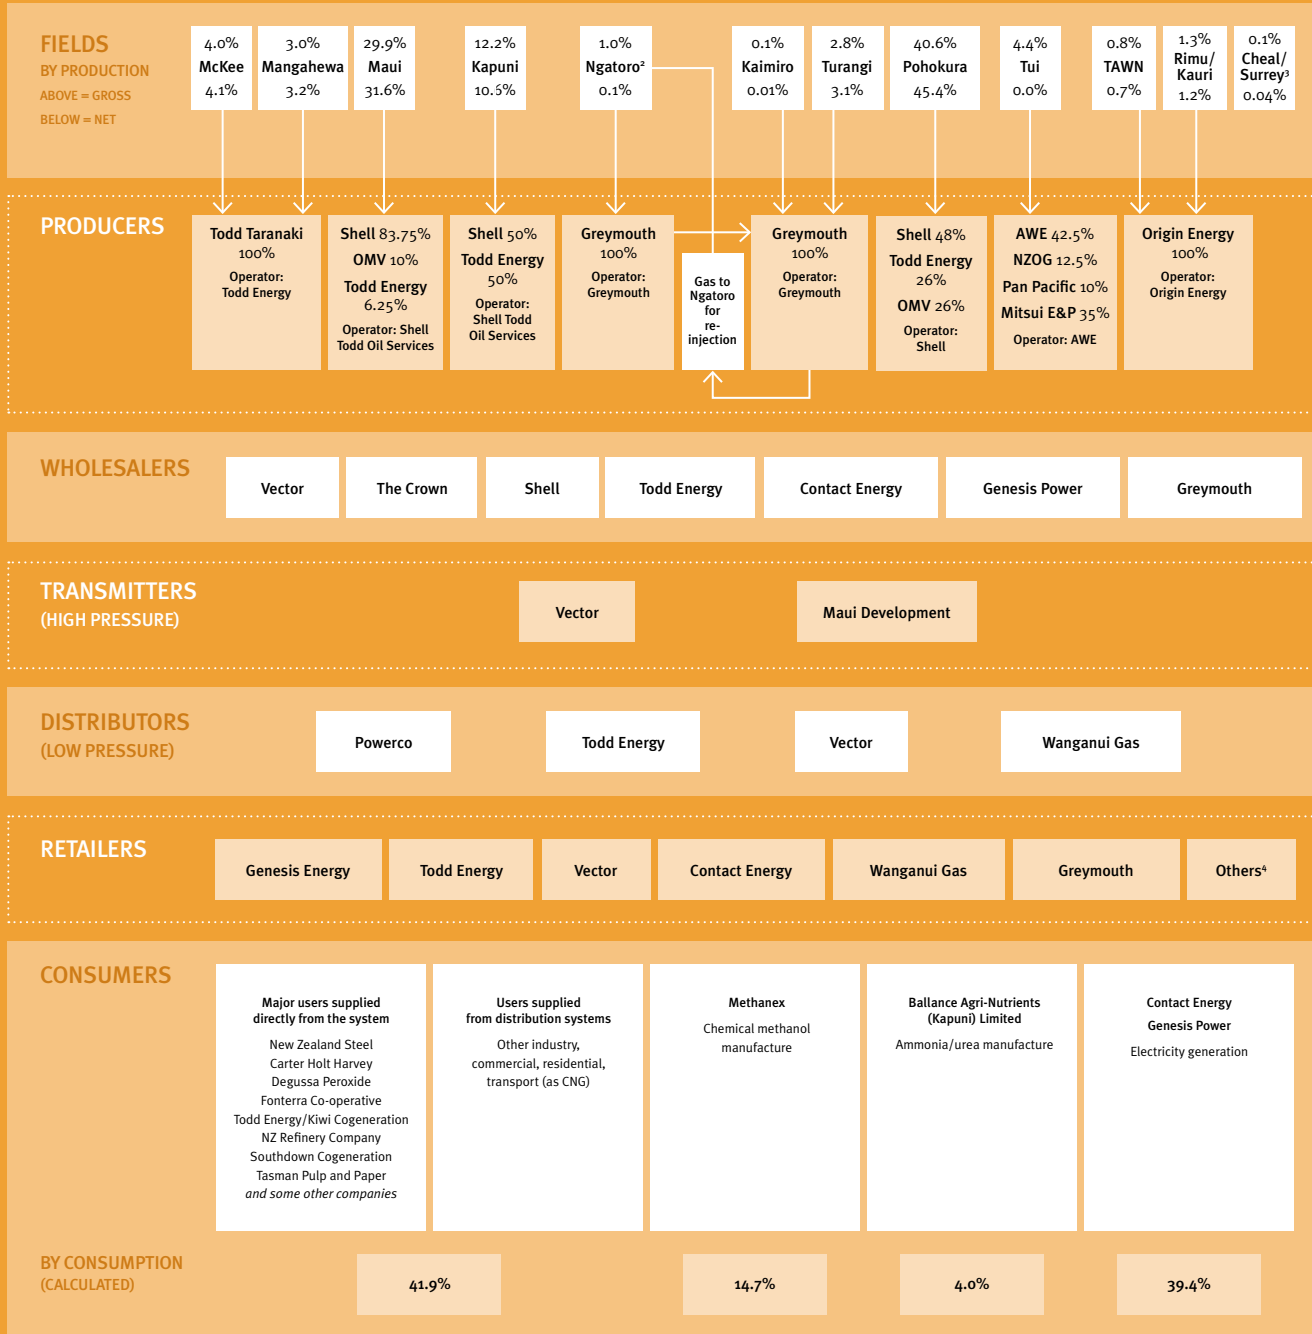 FIELDS
BY PRODUCTION
ABOVE = GROSS
BELOW = NET
4.0%
McKee
4.1%
3.0%
Mangahewa
3.2%
29.9%
Maui
31.6%
12.2%
Kapuni
10.6%
1.0%
Ngatoro²
0.1%
0.1%
Kaimiro
0.01%
2.8%
Turangi
3.1%
40.6%
Pohokura
45.4%
4.4%
Tui
0.0%
0.8%
TAWN
0.7%
1.3%
Rimu/
Kauri
1.2%
0.1%
Cheal/
Surrey³
0.04%
PRODUCERS
Todd Taranaki
100%
Operator:
Todd Energy
Shell 83.75%
OMV 10%
Todd Energy
6.25%
Operator: Shell
Todd Oil Services
Shell 50%
Todd Energy
50%
Operator:
Shell Todd
Oil Services
Greymouth
100%
Operator:
Greymouth
Gas to
Ngatoro
for
re-
injection
Greymouth
100%
Operator:
Greymouth
Shell 48%
Todd Energy
26%
OMV 26%
Operator:
Shell
AWE 42.5%
NZOG 12.5%
Pan Pacific 10%
Mitsui E&P 35%
Operator: AWE
Origin Energy
100%
Operator:
Origin Energy
WHOLESALERS
Vector
The Crown
Shell
Todd Energy
Contact Energy
Genesis Power
Greymouth
TRANSMITTERS
(HIGH PRESSURE)
Vector
Maui Development
DISTRIBUTORS
(LOW PRESSURE)
Powerco
Todd Energy
Vector
Wanganui Gas
RETAILERS
Genesis Energy
Todd Energy
Vector
Contact Energy
Wanganui Gas
Greymouth
Others⁴
CONSUMERS
Major users supplied
directly from the system
New Zealand Steel
Carter Holt Harvey
Degussa Peroxide
Fonterra Co-operative
Todd Energy/Kiwi Cogeneration
NZ Refinery Company
Southdown Cogeneration
Tasman Pulp and Paper
and some other companies
Users supplied
from distribution systems
Other industry,
commercial, residential,
transport (as CNG)
Methanex
Chemical methanol
manufacture
Ballance Agri-Nutrients
(Kapuni) Limited
Ammonia/urea manufacture
Contact Energy
Genesis Power
Electricity generation
BY CONSUMPTION
(CALCULATED)
41.9%
14.7%
4.0%
39.4%